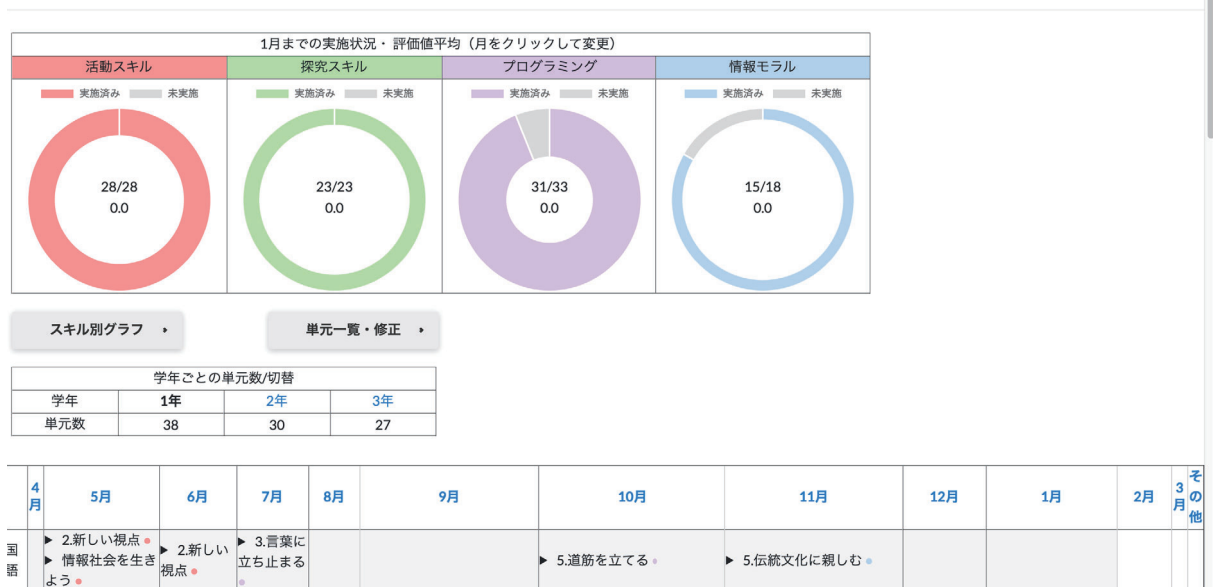 1月までの実施状況・評価値平均（月をクリックして変更）
活動スキル 探究スキル プログラミング 情報モラル
実施済み 未実施 実施済み 未実施 実施済み 未実施 実施済み 未実施
28/28 23/23 31/33 15/18
0.0 0.0 0.0 0.0
スキル別グラフ ▸ 単元一覧・修正 ▸
学年ごとの単元数/切替
学年 1年 2年 3年
単元数 38 30 27
4月 5月 6月 7月 8月 9月 10月 11月 12月 1月 2月 3月 その他
国語
▶ 2.新しい視点
▶ 情報社会を生き
よう
▶ 2.新しい
視点
▶ 3.言葉に
立ち止まる
▶ 5.道筋を立てる
▶ 5.伝統文化に親しむ